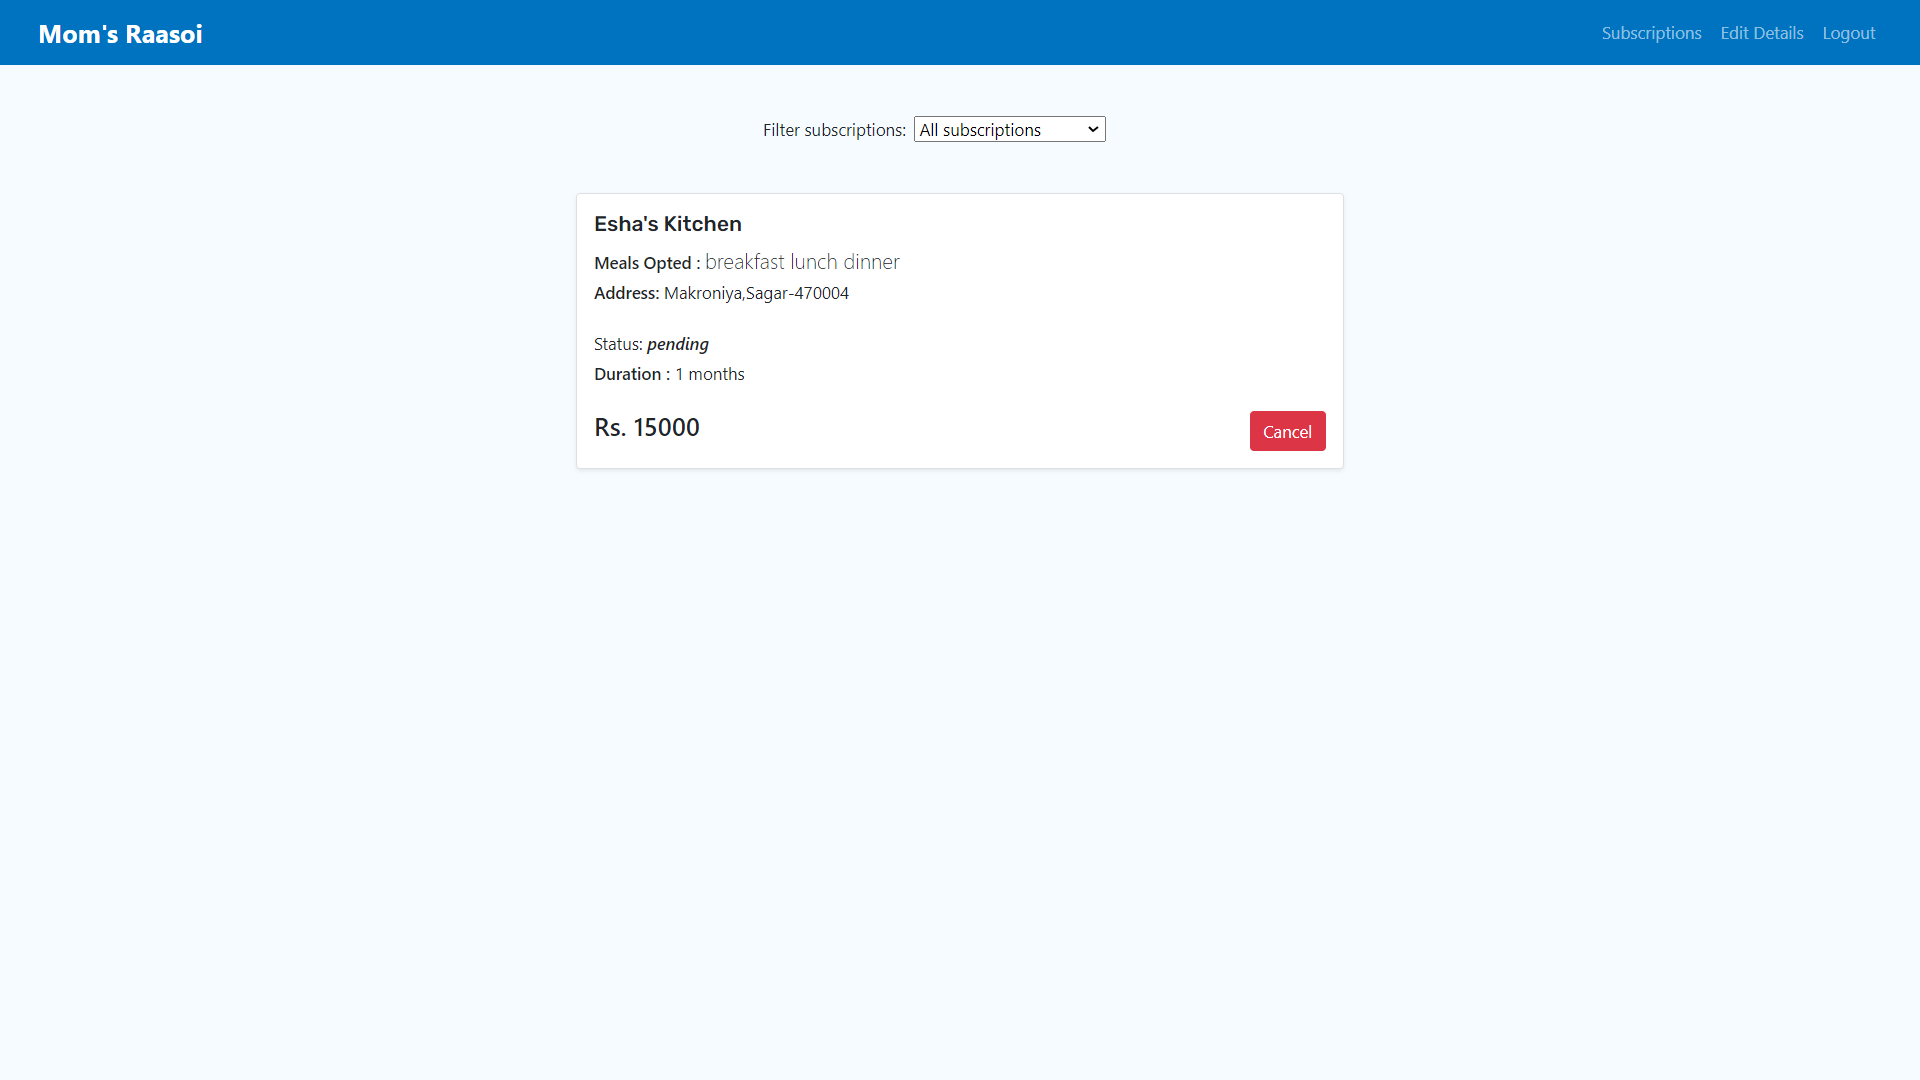 Mom's Raasoi
Subscriptions Edit Details Logout
Filter subscriptions: All subscriptions
Esha's Kitchen
Meals Opted : breakfast lunch dinner
Address: Makroniya,Sagar-470004
Status: pending
Duration : 1 months
Rs. 15000
Cancel